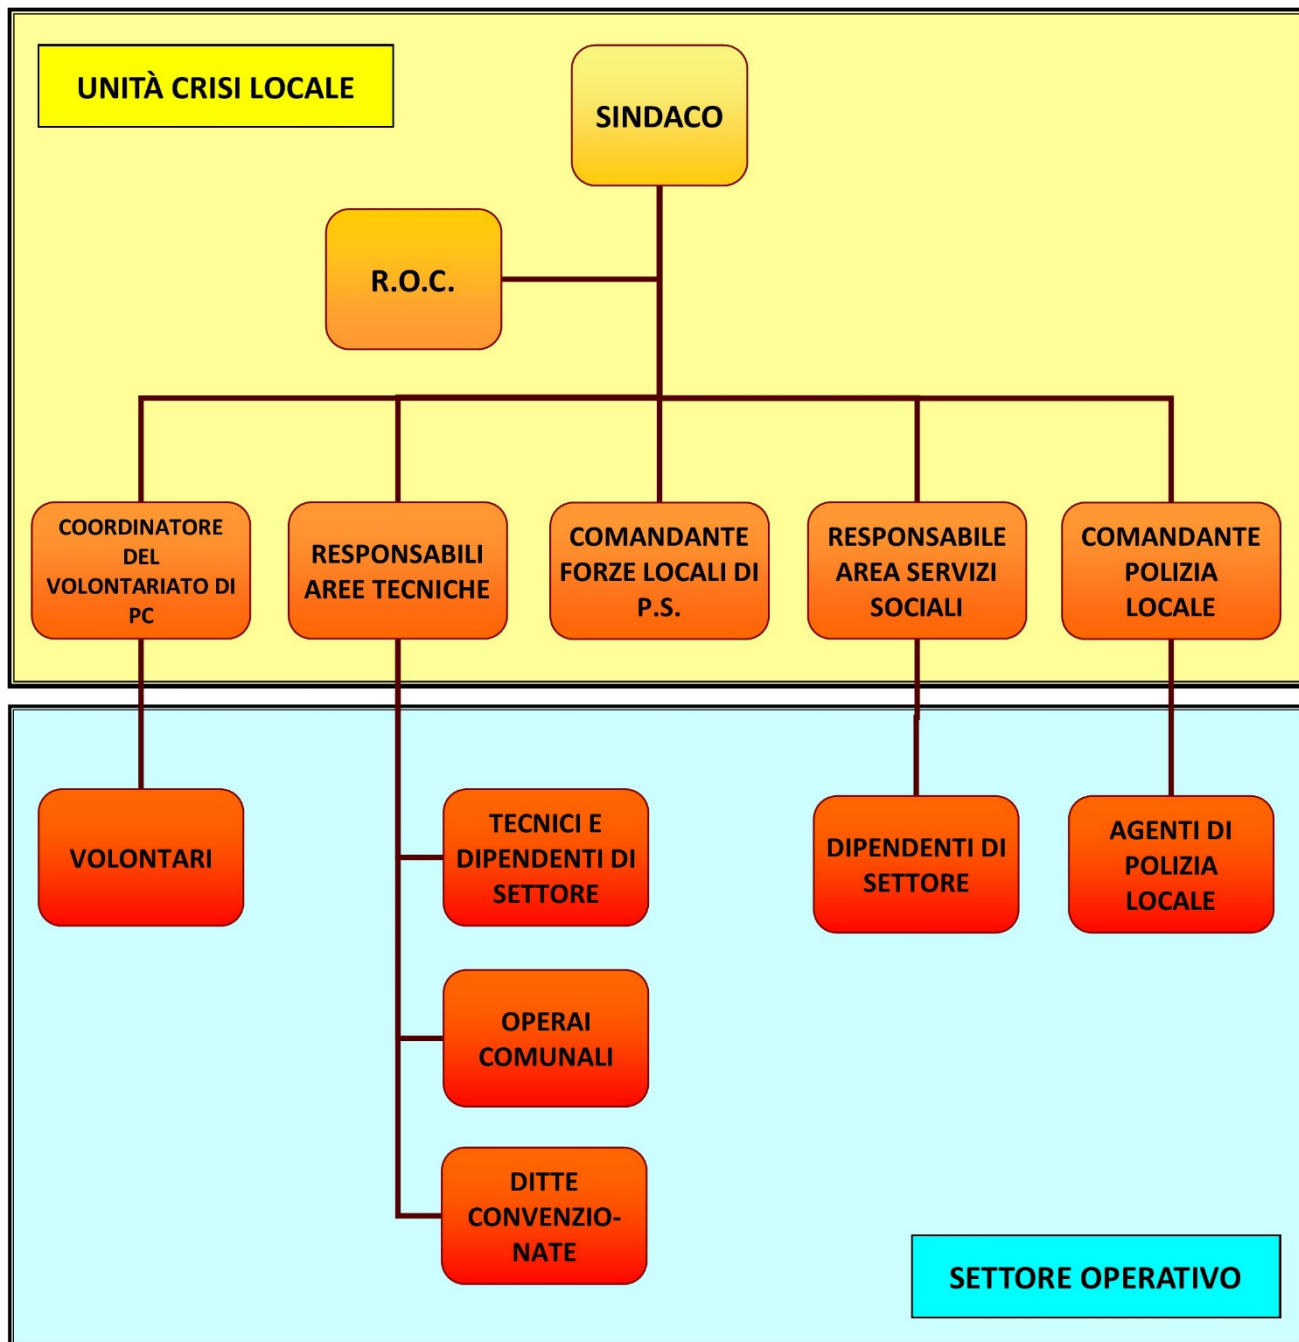 UNITÀ CRISI LOCALE
SINDACO
R.O.C.
COORDINATORE
DEL
VOLONTARIATO DI
PC
RESPONSABILI
AREE TECNICHE
COMANDANTE
FORZE LOCALI DI
P.S.
RESPONSABILE
AREA SERVIZI
SOCIALI
COMANDANTE
POLIZIA
LOCALE
VOLONTARI
TECNICI E
DIPENDENTI DI
SETTORE
DIPENDENTI DI
SETTORE
AGENTI DI
POLIZIA
LOCALE
OPERAI
COMUNALI
DITTE
CONVENZIO-
NATE
SETTORE OPERATIVO